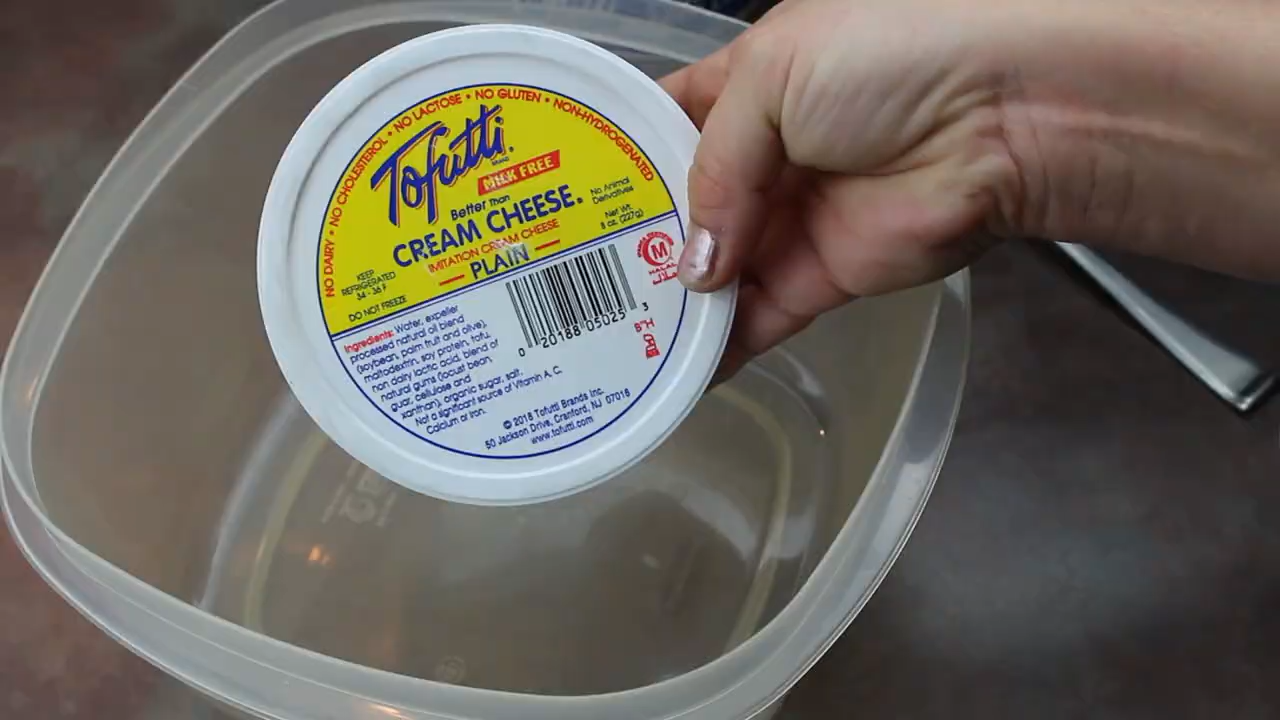 NO DAIRY • NO CHOLESTEROL • NO LACTOSE • NO GLUTEN • NON-HYDROGENATED
Tofutti®
BRAND
MILK FREE
Better Than
CREAM CHEESE®
IMITATION CREAM CHEESE
PLAIN
No Animal
Derivatives
Net Wt.
8 oz. (227g)
KEEP
REFRIGERATED
34 - 36 F
DO NOT FREEZE
Ingredients: Water, expeller
processed natural oil blend
(soybean, palm fruit and olive),
maltodextrin, soy protein, tofu,
non dairy lactic acid, blend of
natural gums (locust bean,
guar, cellulose and
xanthan), organic sugar, salt.
Not a significant source of Vitamin A, C,
Calcium or Iron.
0 20188 05025 3
M
HALAL
© 2018 Tofutti Brands Inc.
50 Jackson Drive, Cranford, NJ 07016
www.tofutti.com